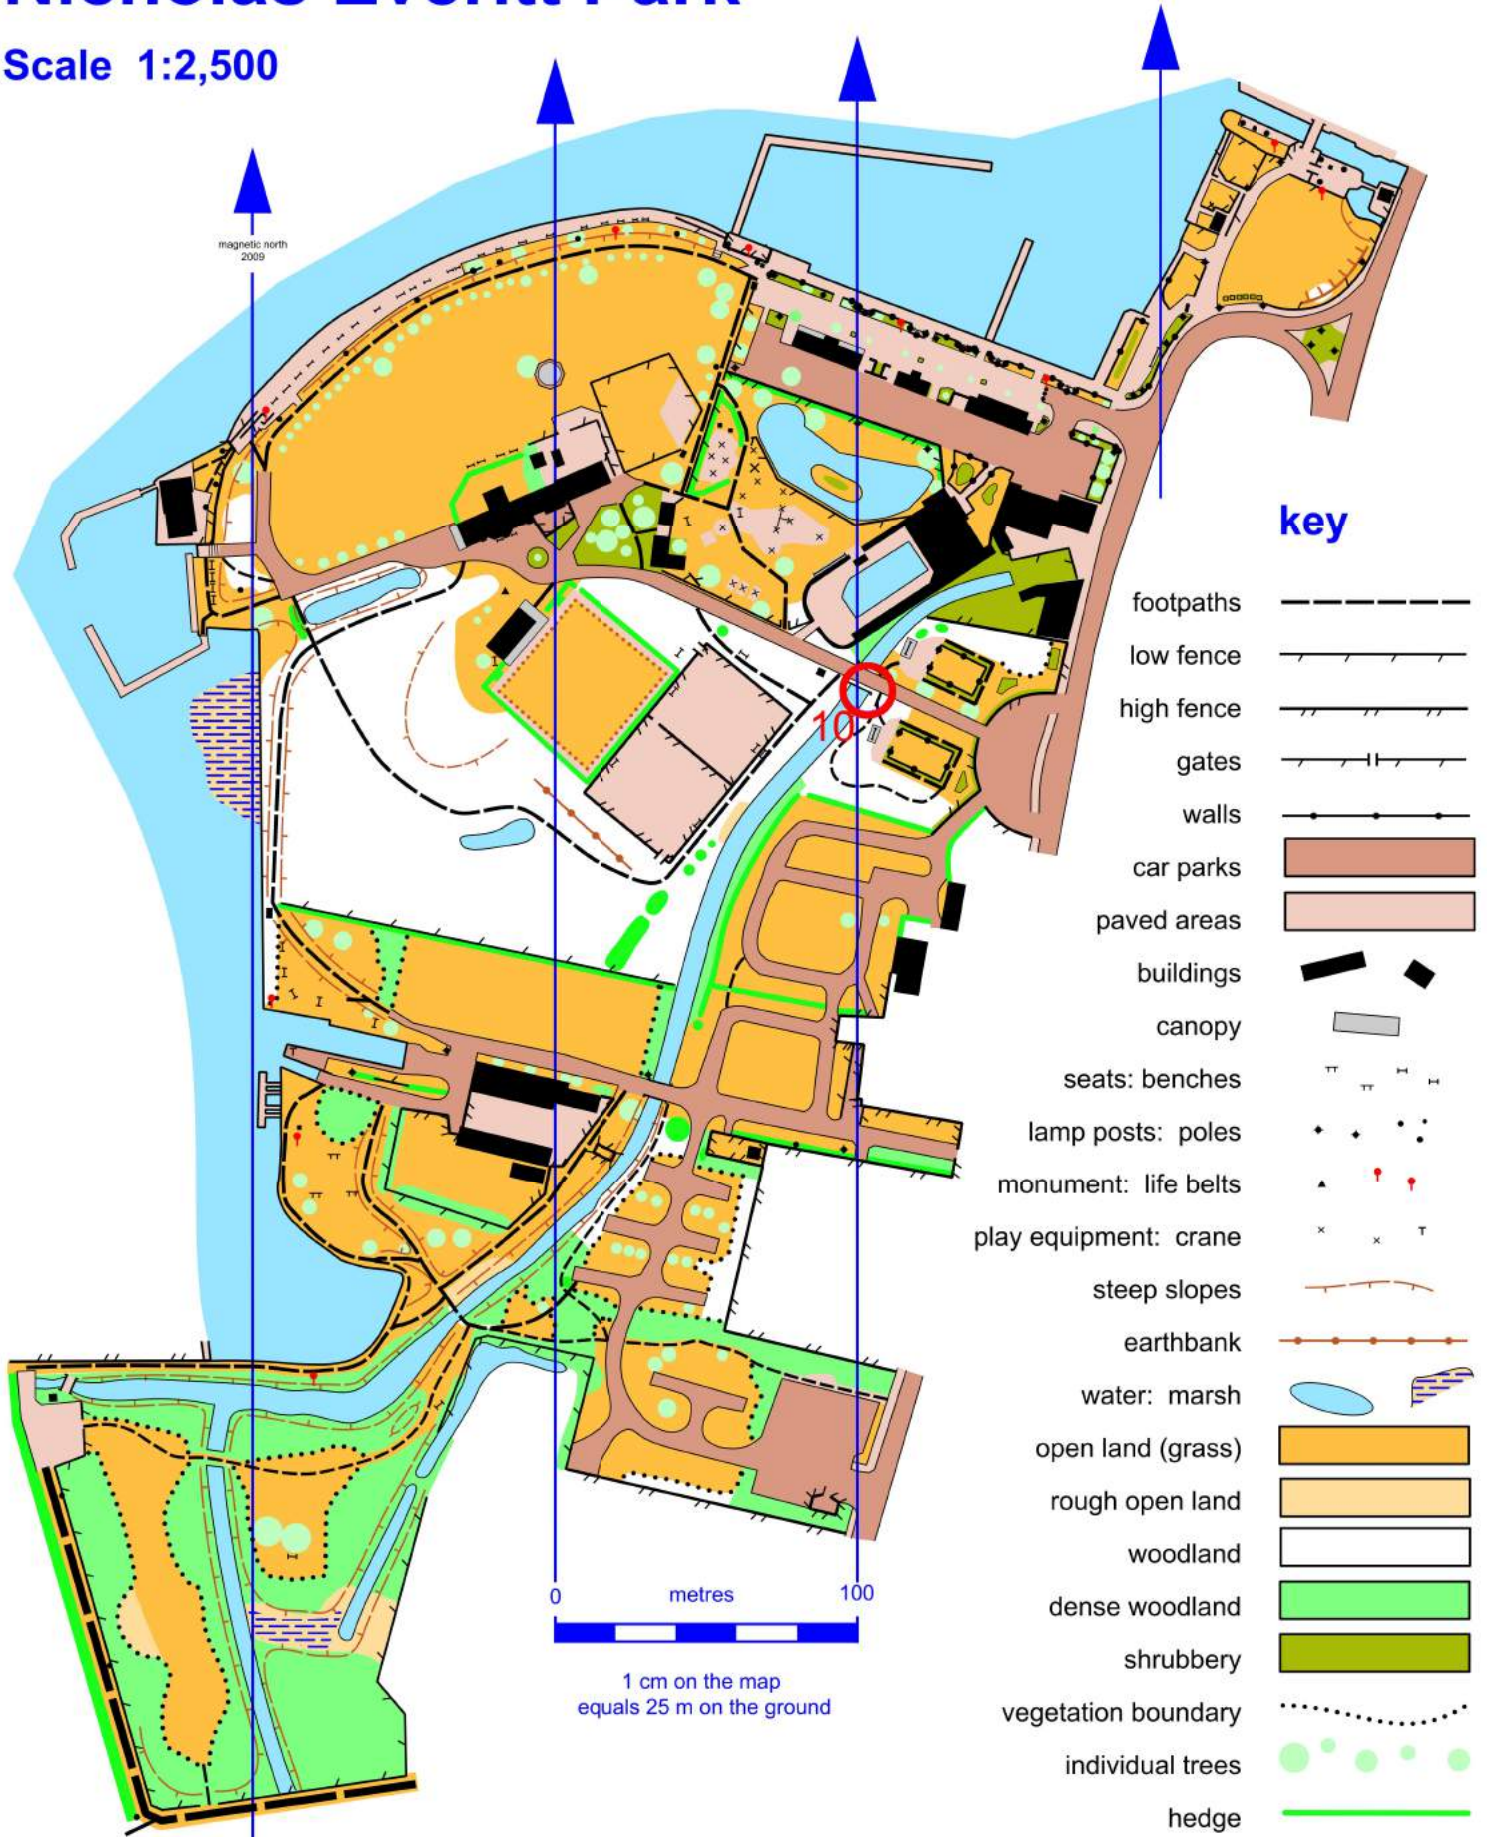 Nicholas Everitt Park
Scale 1:2,500
magnetic north
2009
10
key
footpaths
low fence
high fence
gates
walls
car parks
paved areas
buildings
canopy
seats: benches
lamp posts: poles
monument: life belts
play equipment: crane
steep slopes
earthbank
water: marsh
open land (grass)
rough open land
woodland
dense woodland
shrubbery
vegetation boundary
individual trees
hedge
0 metres 100
1 cm on the map
equals 25 m on the ground